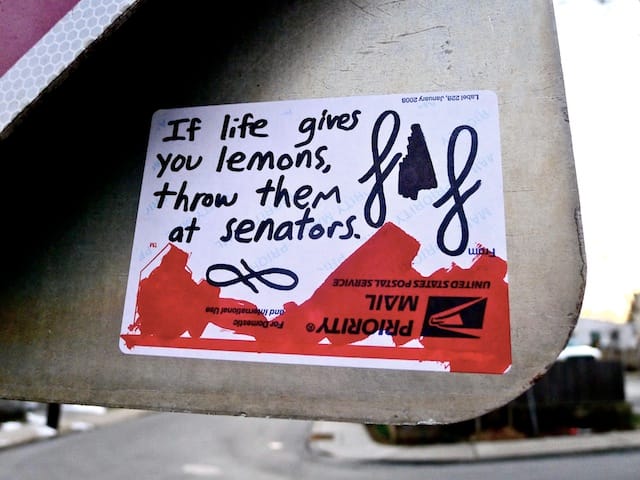 Label 228, January 2008
If life gives
you lemons,
throw them
at senators.
From
UNITED STATES POSTAL SERVICE
PRIORITY
MAIL
®
For Domestic
and International Use
TM